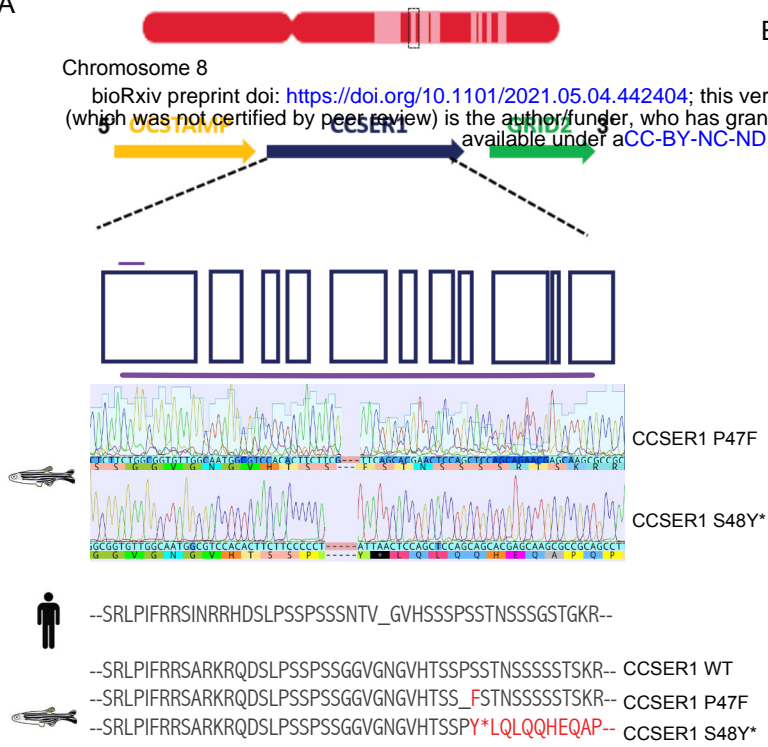 A
E
Chromosome 8
bioRxiv preprint doi: https://doi.org/10.1101/2021.05.04.442404; this ver
(which was not certified by peer review) is the author/funder, who has gran
5' OCSTAMP CCSER1 GRID2 3'
available under aCC-BY-NC-ND
CCSER1 P47F
CCSER1 S48Y*
GCGGTGTTGGCAATGGCGTCCACACTTCTTCCCCCT-----ATTAACTCCAGCTCCAGCAGCACGAGCAAGCGCCGCAGCCT
G G V G N G V H T S S P ----- Y * L Q L Q Q H E Q A P Q P
--SRLPIFRRSINRRHDSLPSSPSSSNTV_GVHSSSPSSTNSSSGSTGKR--
--SRLPIFRRSARKRQDSLPSSPSSGGVGNGVHTSSPSSTNSSSSSTSKR-- CCSER1 WT
--SRLPIFRRSARKRQDSLPSSPSSGGVGNGVHTSS_FSTNSSSSSTSKR-- CCSER1 P47F
--SRLPIFRRSARKRQDSLPSSPSSGGVGNGVHTSSPY*LQLQQHEQAP-- CCSER1 S48Y*